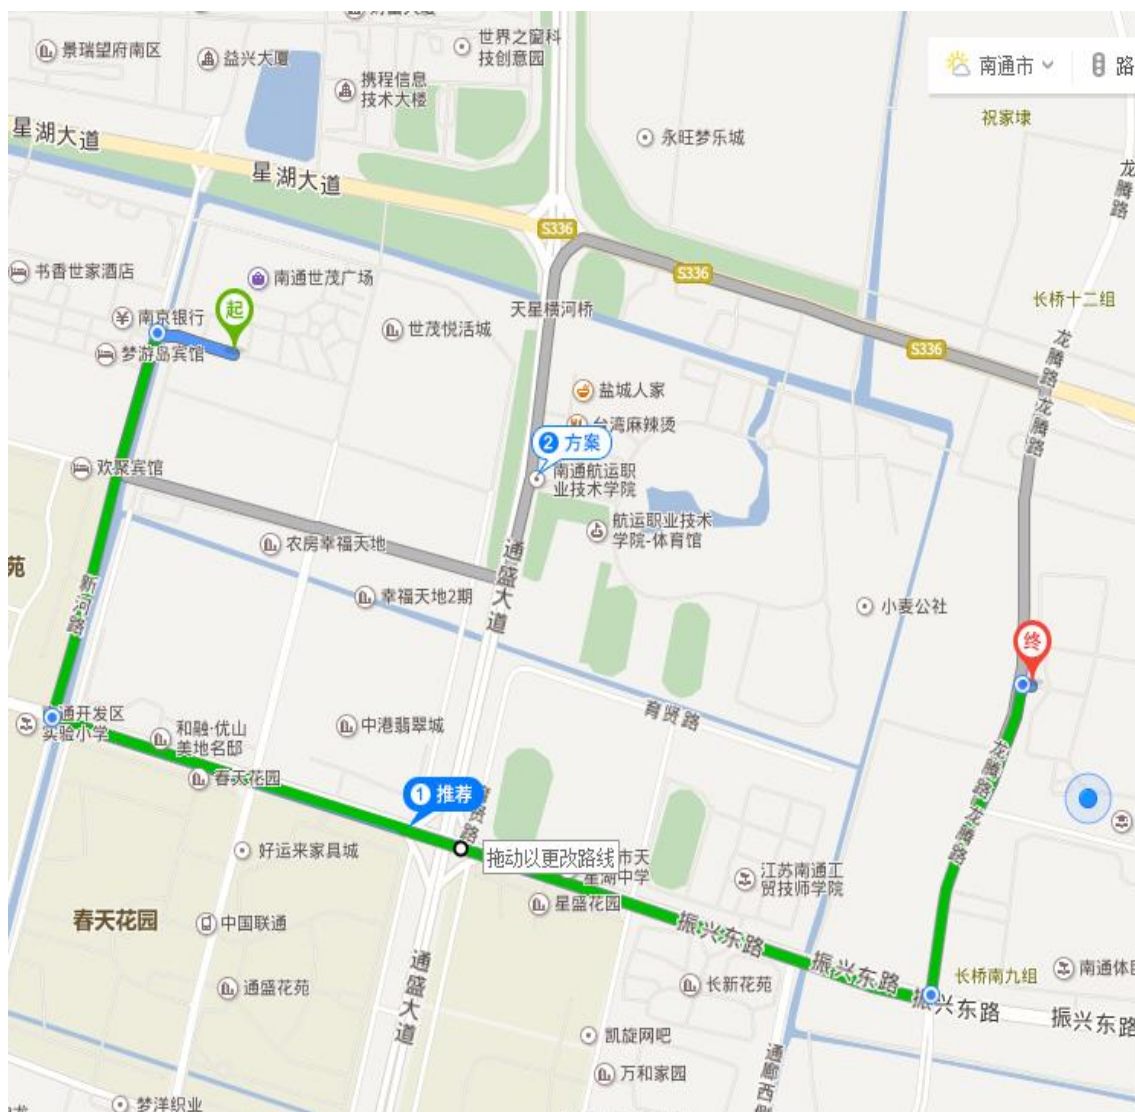 景瑞望府南区
益兴大厦
世界之窗科
技创意园
携程信息
技术大楼
南通市
路
祝家埭
永旺梦乐城
星湖大道
星湖大道
龙腾路
S336
书香世家酒店
南通世茂广场
S336
长桥十二组
起
南京银行
天星横河桥
世茂悦活城
梦游岛宾馆
S336
龙腾路
龙腾路
盐城人家
台湾麻辣烫
2 方案
欢聚宾馆
南通航运职
业技术学院
航运职业技术
学院-体育馆
农房幸福天地
通盛大道
苑
新河路
幸福天地2期
小麦公社
终
育贤路
通开发区
实验小学
和融·优山
美地名邸
中港翡翠城
春天花园
龙腾路
龙腾路
1 推荐
贤路
拖动以更改路线
好运来家具城
市天
星湖中学
江苏南通工
贸技师学院
春天花园
中国联通
星盛花园
振兴东路
振兴东路
振兴东路
振兴东路
通盛大道
长桥南九组
南通体
通盛花苑
长新花苑
凯旋网吧
通廊西
万和家园
梦洋织业